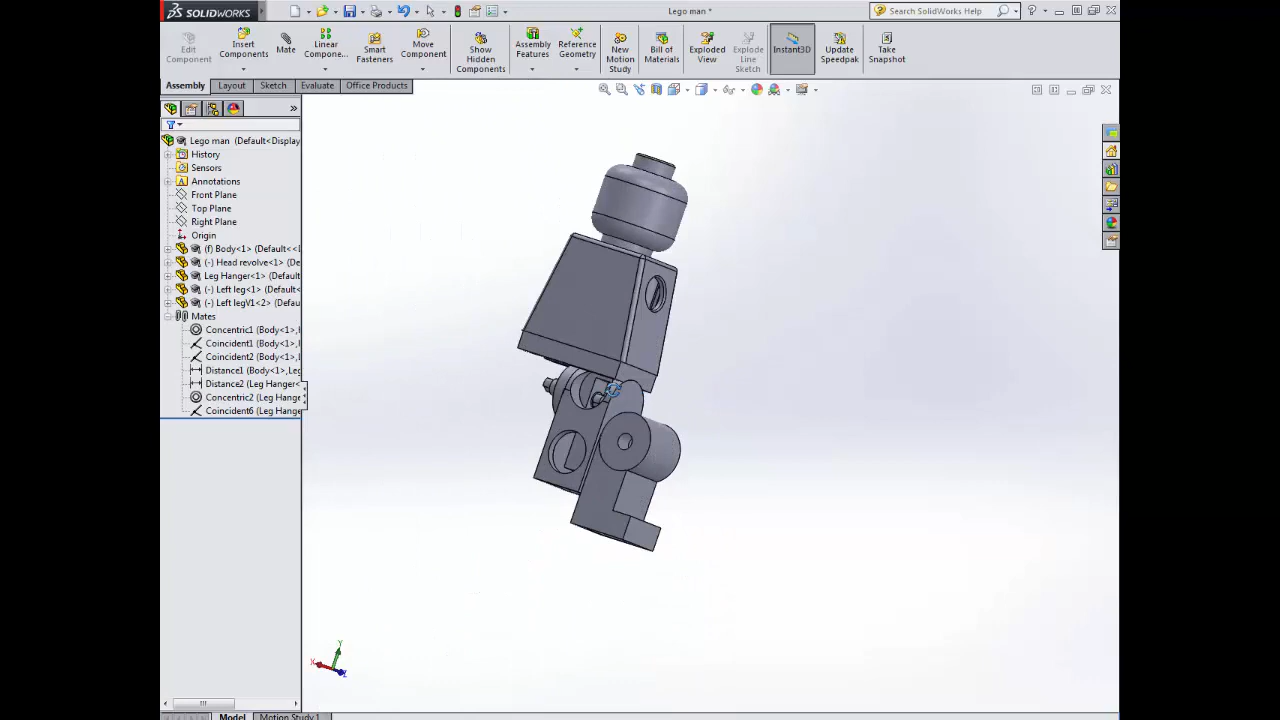 SOLIDWORKS
Lego man *
Search SolidWorks Help
Edit
Component
Insert
Components
Mate
Linear
Compone...
Smart
Fasteners
Move
Component
Show
Hidden
Components
Assembly
Features
Reference
Geometry
New
Motion
Study
Bill of
Materials
Exploded
View
Explode
Line
Sketch
Instant3D
Update
Speedpak
Take
Snapshot
Assembly Layout Sketch Evaluate Office Products
Lego man (Default<Display
History
Sensors
Annotations
Front Plane
Top Plane
Right Plane
Origin
(f) Body<1> (Default<<D
(-) Head revolve<1> (De
Leg Hanger<1> (Default
(-) Left leg<1> (Default<
(-) Left legV1<2> (Defau
Mates
Concentric1 (Body<1>,
Coincident1 (Body<1>,
Coincident2 (Body<1>,L
Distance1 (Body<1>,Leg
Distance2 (Leg Hanger<
Concentric2 (Leg Hange
Coincident6 (Leg Hange
Y
X
Z
Model Motion Study 1